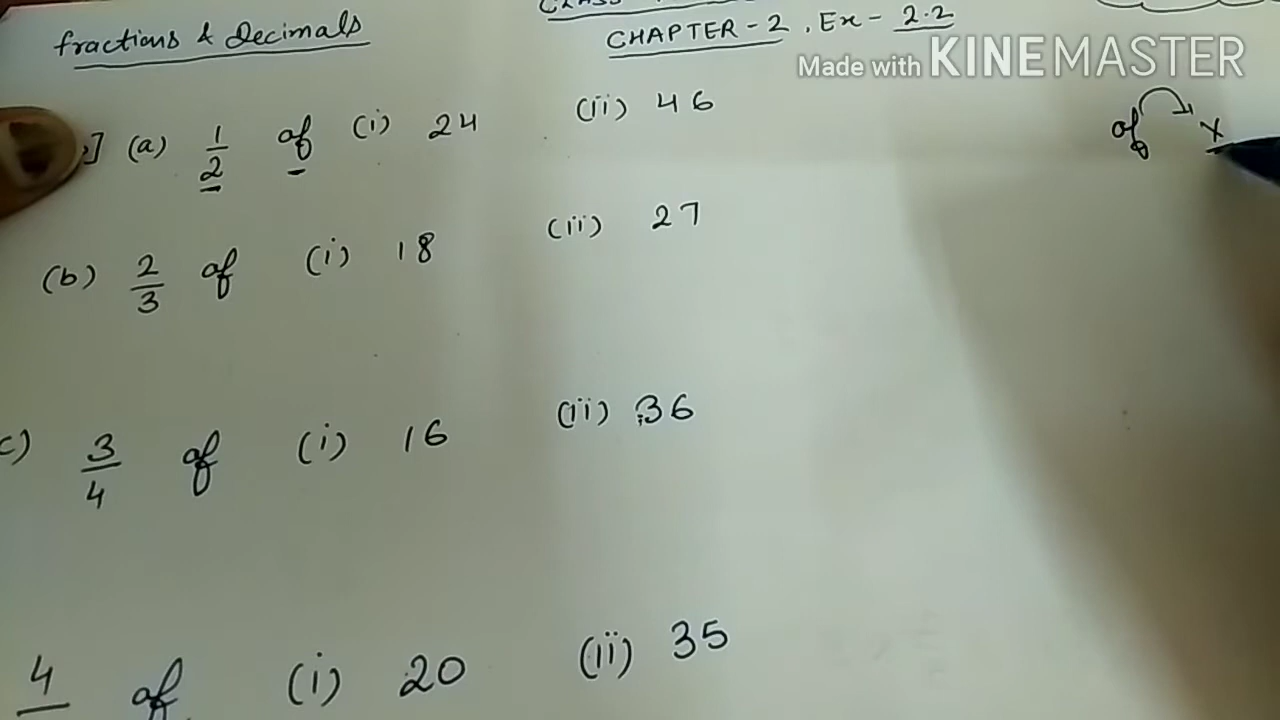 fractions & Decimals
CHAPTER-2, Ex- 2.2
Made with KINEMASTER
(a) 1/2 of (i) 24 (ii) 46
of x
(b) 2/3 of (i) 18 (ii) 27
c) 3/4 of (i) 16 (ii) 36
4 of (i) 20 (ii) 35